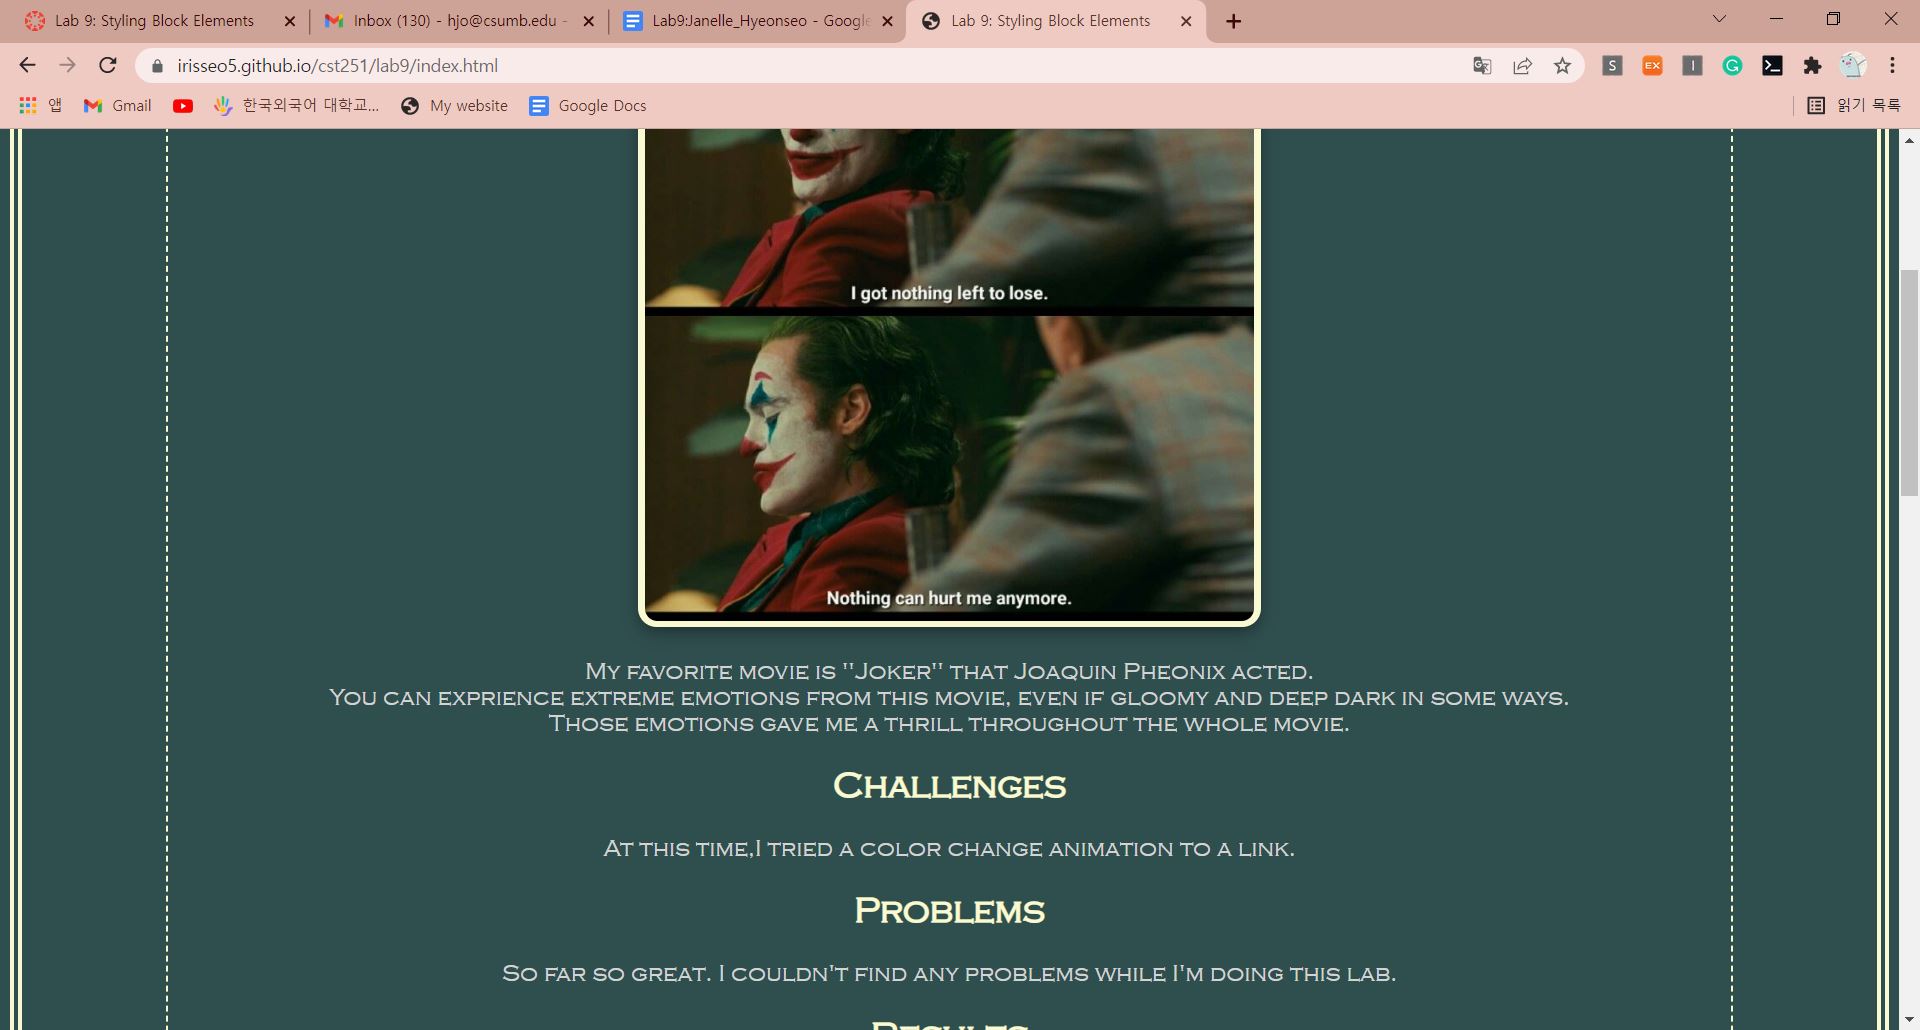 Lab 9: Styling Block Elements
Inbox (130) - hjo@csumb.edu -
Lab9:Janelle_Hyeonseo - Google
Lab 9: Styling Block Elements
irisseo5.github.io/cst251/lab9/index.html
S
EX
I
앱
Gmail
한국외국어 대학교...
My website
Google Docs
읽기 목록
I got nothing left to lose.
Nothing can hurt me anymore.
My favorite movie is "Joker" that Joaquin Pheonix acted.
You can exprience extreme emotions from this movie, even if gloomy and deep dark in some ways.
Those emotions gave me a thrill throughout the whole movie.
Challenges
At this time,I tried a color change animation to a link.
Problems
So far so great. I couldn't find any problems while I'm doing this lab.
Results